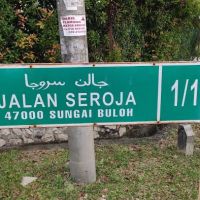 جالن سروجا
JALAN SEROJA
47000 SUNGAI BULOH
1/1